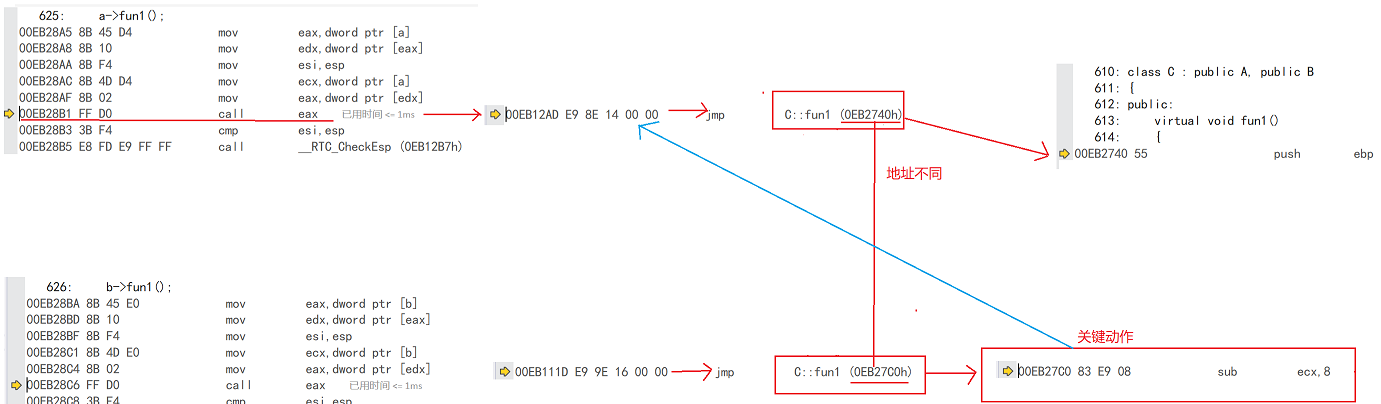 625:     a->fun1();
00EB28A5 8B 45 D4             mov         eax,dword ptr [a]
00EB28A8 8B 10                mov         edx,dword ptr [eax]
00EB28AA 8B F4                mov         esi,esp
00EB28AC 8B 4D D4             mov         ecx,dword ptr [a]
00EB28AF 8B 02                mov         eax,dword ptr [edx]
00EB28B1 FF D0                call        eax  已用时间 <= 1ms
00EB28B3 3B F4                cmp         esi,esp
00EB28B5 E8 FD E9 FF FF       call        __RTC_CheckEsp (0EB12B7h)
00EB12AD E9 8E 14 00 00       jmp         C::fun1 (0EB2740h)
610: class C : public A, public B
611: {
612: public:
613:     virtual void fun1()
614:     {
00EB2740 55                   push        ebp
地址不同
626:     b->fun1();
00EB28BA 8B 45 E0             mov         eax,dword ptr [b]
00EB28BD 8B 10                mov         edx,dword ptr [eax]
00EB28BF 8B F4                mov         esi,esp
00EB28C1 8B 4D E0             mov         ecx,dword ptr [b]
00EB28C4 8B 02                mov         eax,dword ptr [edx]
00EB28C6 FF D0                call        eax  已用时间 <= 1ms
00EB28C8 3B F4                cmp         esi,esp
00EB111D E9 9E 16 00 00       jmp         C::fun1 (0EB27C0h)
关键动作
00EB27C0 83 E9 08             sub         ecx,8